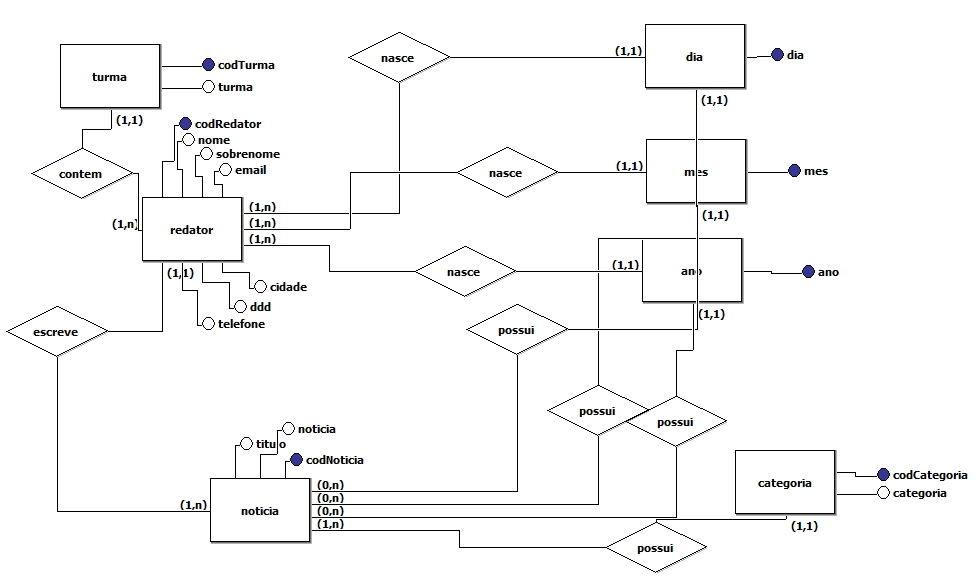 nasce
(1,1)
dia
dia
turma
codTurma
turma
(1,1)
(1,1)
contem
codRedator
nome
sobrenome
email
nasce
(1,1)
mes
mes
(1,1)
(1,n)
redator
(1,n)
(1,n)
(1,n)
nasce
(1,1)
ano
ano
(1,1)
(1,1)
cidade
ddd
telefone
escreve
possui
possui
possui
noticia
titulo
codNoticia
(1,n)
noticia
(0,n)
(0,n)
(0,n)
(1,n)
categoria
codCategoria
categoria
(1,1)
possui